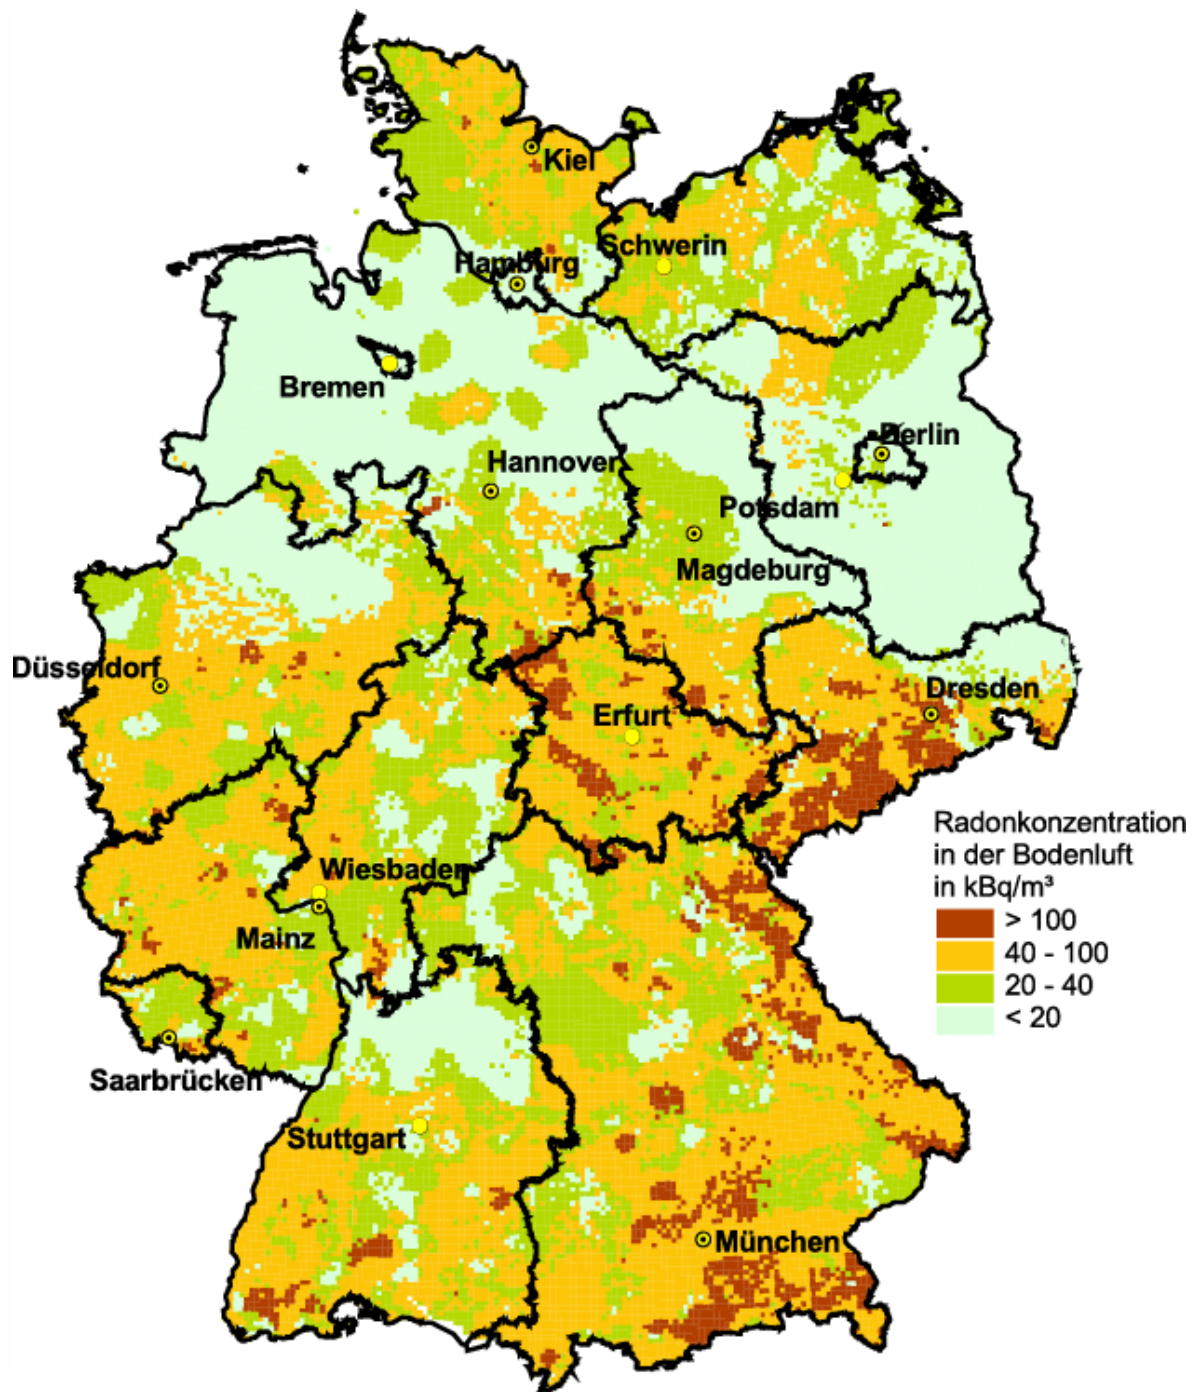 Kiel
Schwerin
Hamburg
Bremen
Berlin
Hannover
Potsdam
Magdeburg
Düsseldorf
Dresden
Erfurt
Radonkonzentration
in der Bodenluft
in kBq/m³
> 100
40 - 100
20 - 40
< 20
Wiesbaden
Mainz
Saarbrücken
Stuttgart
München